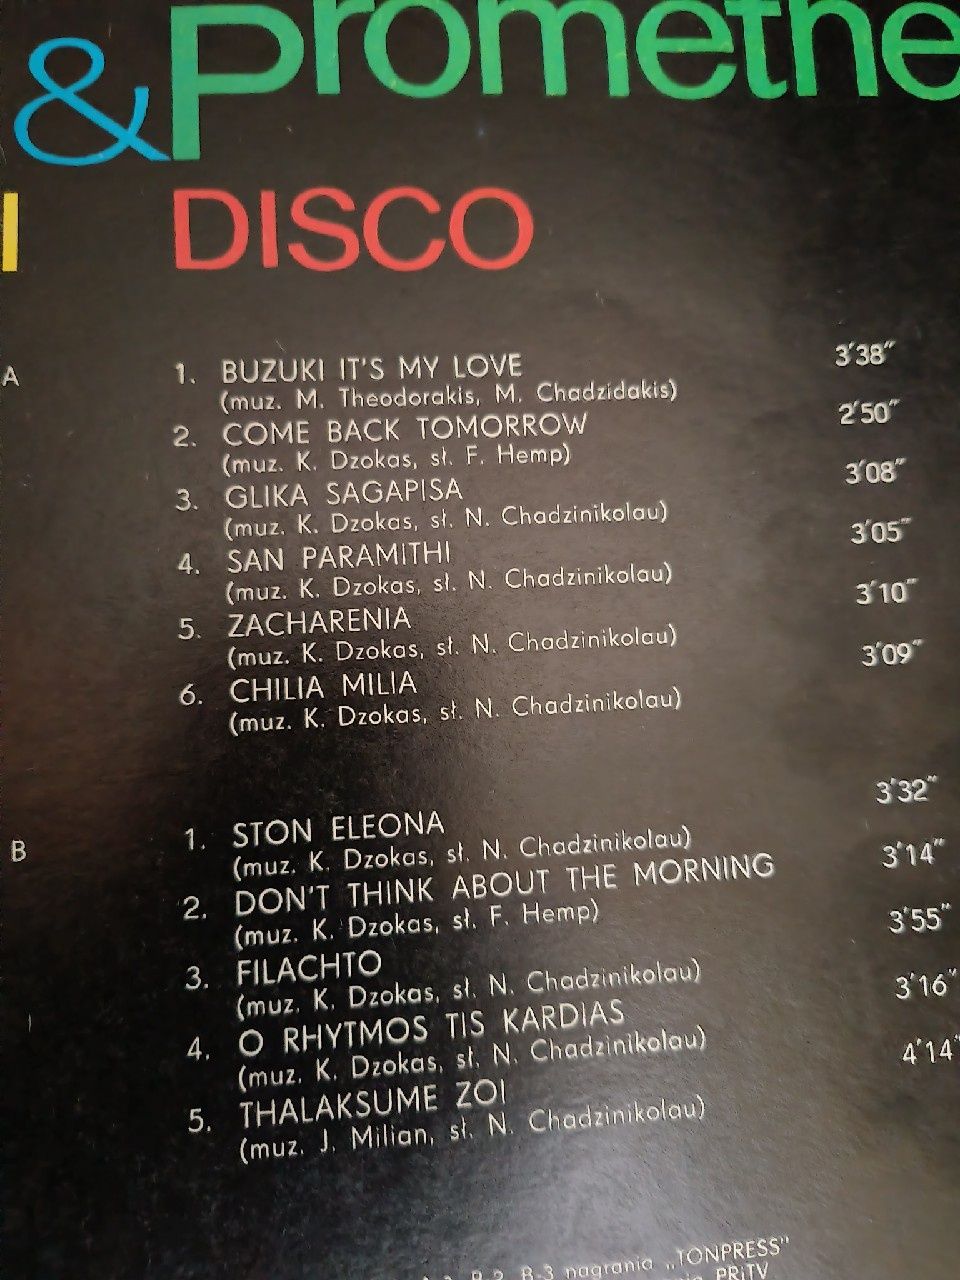 & Promethe
I DISCO
A 1. BUZUKI IT'S MY LOVE 3'38"
(muz. M. Theodorakis, M. Chadzidakis)
2. COME BACK TOMORROW 2'50"
(muz. K. Dzokas, sł. F. Hemp)
3. GLIKA SAGAPISA 3'08"
(muz. K. Dzokas, sł. N. Chadzinikolau)
4. SAN PARAMITHI 3'05"
(muz. K. Dzokas, sł. N. Chadzinikolau)
5. ZACHARENIA 3'10"
(muz. K. Dzokas, sł. N. Chadzinikolau)
6. CHILIA MILIA 3'09"
(muz. K. Dzokas, sł. N. Chadzinikolau)
B 1. STON ELEONA 3'32"
(muz. K. Dzokas, sł. N. Chadzinikolau)
2. DON'T THINK ABOUT THE MORNING 3'14"
(muz. K. Dzokas, sł. F. Hemp)
3. FILACHTO 3'55"
(muz. K. Dzokas, sł. N. Chadzinikolau)
4. O RHYTMOS TIS KARDIAS 3'16"
(muz. K. Dzokas, sł. N. Chadzinikolau)
5. THALAKSUME ZOI 4'14"
(muz. J. Milian, sł. N. Chadzinikolau)
B-3 nagrania „TONPRESS"
PRiTV